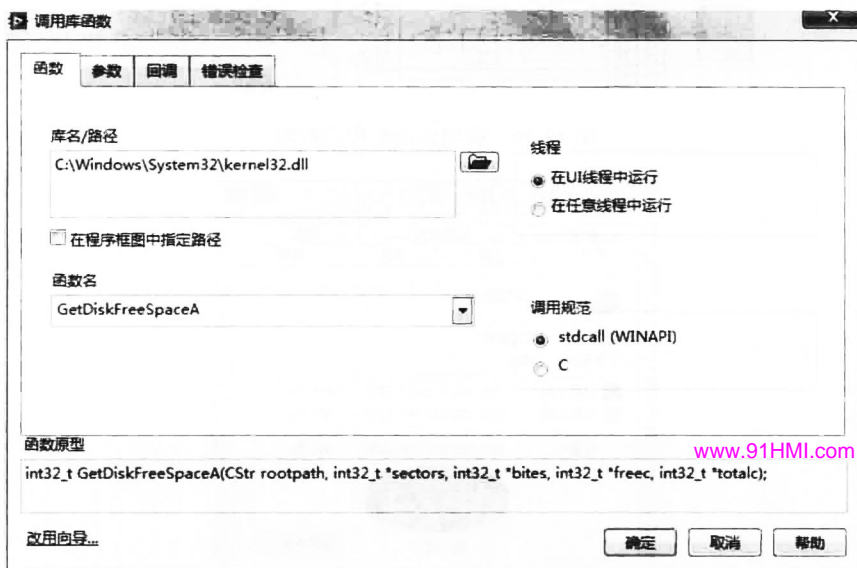 调用库函数
X
函数 参数 回调 错误检查
库名/路径
C:\Windows\System32\kernel32.dll
线程
在UI线程中运行
在任意线程中运行
在程序框图中指定路径
函数名
GetDiskFreeSpaceA
调用规范
stdcall (WINAPI)
C
函数原型
www.91HMI.com
int32_t GetDiskFreeSpaceA(CStr rootpath, int32_t *sectors, int32_t *bites, int32_t *freec, int32_t *totalc);
改用向导...
确定 取消 帮助